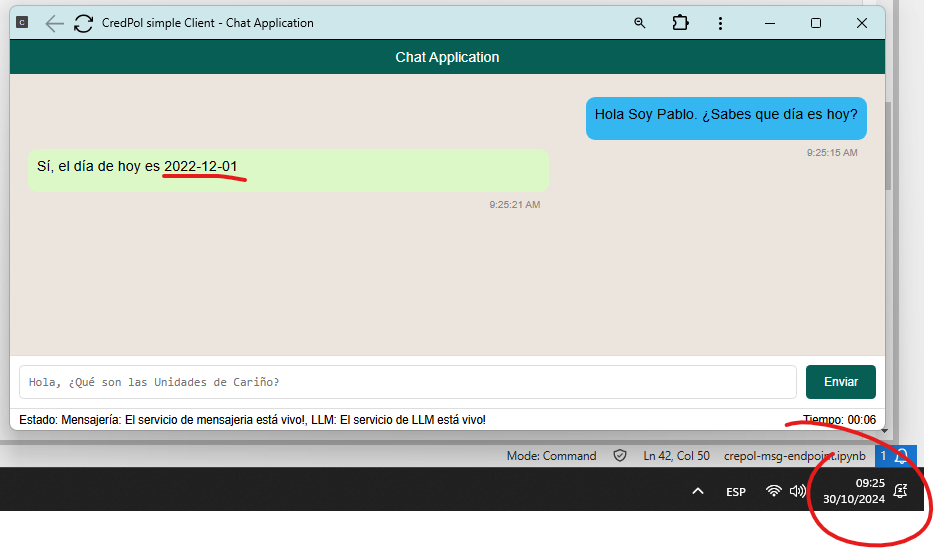 C
CredPol simple Client - Chat Application
Chat Application
Hola Soy Pablo. ¿Sabes que día es hoy?
9:25:15 AM
Sí, el día de hoy es 2022-12-01
9:25:21 AM
Hola, ¿Qué son las Unidades de Cariño?
Enviar
Estado: Mensajería: El servicio de mensajeria está vivo!, LLM: El servicio de LLM está vivo!
Tiempo: 00:06
Mode: Command Ln 42, Col 50 crepol-msg-endpoint.ipynb 1
ESP
09:25
30/10/2024